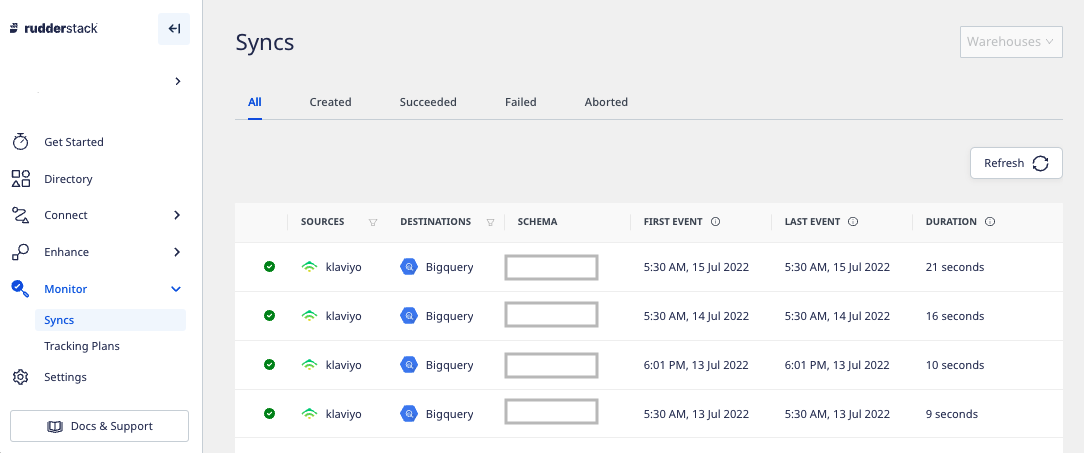 rudderstack
Get Started
Directory
Connect
Enhance
Monitor
Syncs
Tracking Plans
Settings
Docs & Support
Syncs
Warehouses
All Created Succeeded Failed Aborted
Refresh
SOURCES DESTINATIONS SCHEMA FIRST EVENT LAST EVENT DURATION
klaviyo Bigquery 5:30 AM, 15 Jul 2022 5:30 AM, 15 Jul 2022 21 seconds
klaviyo Bigquery 5:30 AM, 14 Jul 2022 5:30 AM, 14 Jul 2022 16 seconds
klaviyo Bigquery 6:01 PM, 13 Jul 2022 6:01 PM, 13 Jul 2022 10 seconds
klaviyo Bigquery 5:30 AM, 13 Jul 2022 5:30 AM, 13 Jul 2022 9 seconds